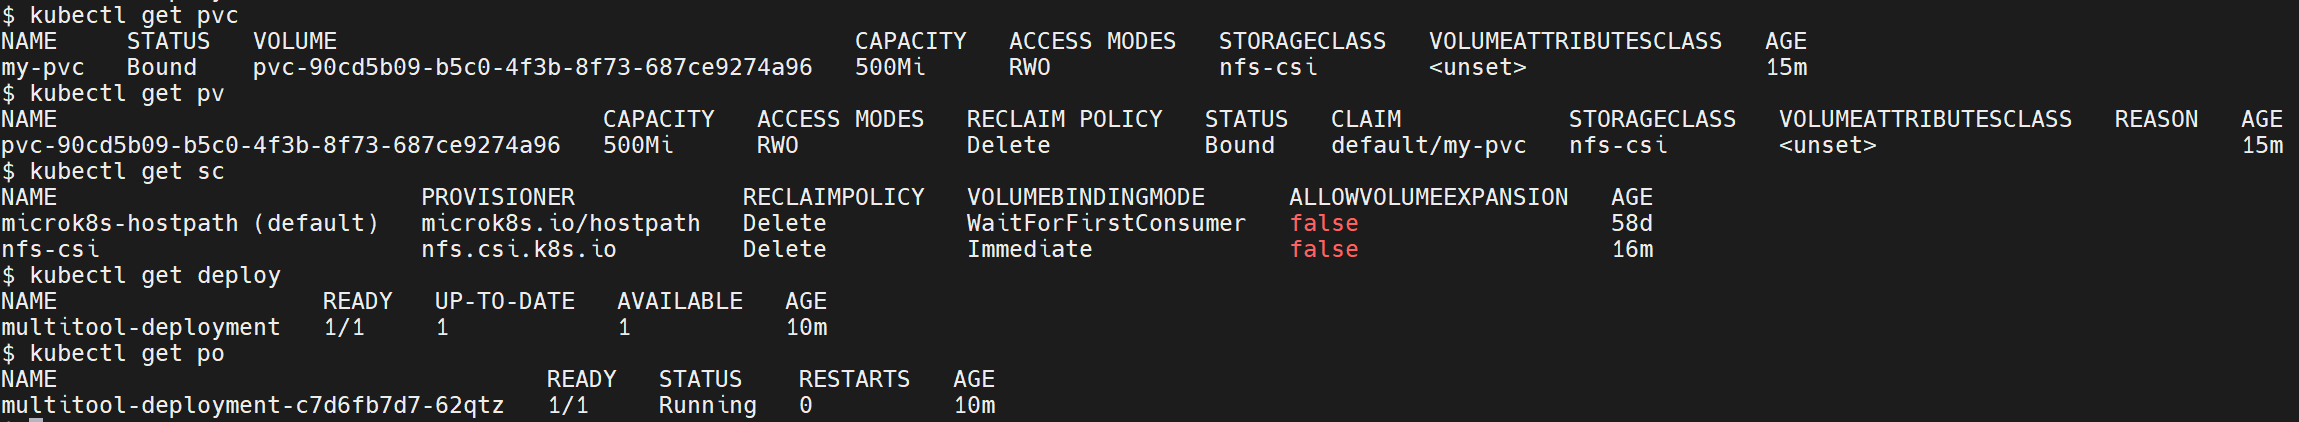 $ kubectl get pvc
NAME     STATUS   VOLUME                                     CAPACITY   ACCESS MODES   STORAGECLASS   VOLUMEATTRIBUTESCLASS   AGE
my-pvc   Bound    pvc-90cd5b09-b5c0-4f3b-8f73-687ce9274a96   500Mi      RWO            nfs-csi        <unset>                 15m
$ kubectl get pv
NAME                                       CAPACITY   ACCESS MODES   RECLAIM POLICY   STATUS   CLAIM            STORAGECLASS   VOLUMEATTRIBUTESCLASS   REASON   AGE
pvc-90cd5b09-b5c0-4f3b-8f73-687ce9274a96   500Mi      RWO            Delete           Bound    default/my-pvc   nfs-csi        <unset>                          15m
$ kubectl get sc
NAME                          PROVISIONER            RECLAIMPOLICY   VOLUMEBINDINGMODE      ALLOWVOLUMEEXPANSION   AGE
microk8s-hostpath (default)   microk8s.io/hostpath   Delete          WaitForFirstConsumer   false                  58d
nfs-csi                       nfs.csi.k8s.io         Delete          Immediate              false                  16m
$ kubectl get deploy
NAME                   READY   UP-TO-DATE   AVAILABLE   AGE
multitool-deployment   1/1     1            1           10m
$ kubectl get po
NAME                                   READY   STATUS    RESTARTS   AGE
multitool-deployment-c7d6fb7d7-62qtz   1/1     Running   0          10m